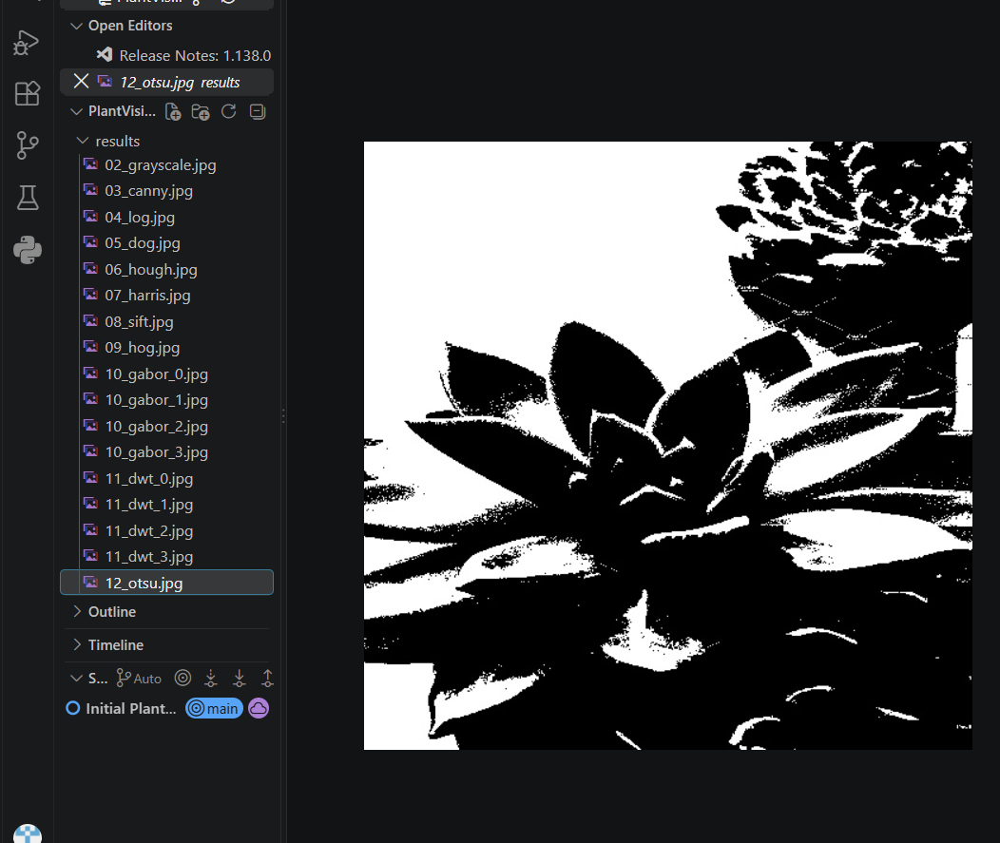 PlantVisi...
Open Editors
Release Notes: 1.138.0
12_otsu.jpg results
PlantVisi...
results
02_grayscale.jpg
03_canny.jpg
04_log.jpg
05_dog.jpg
06_hough.jpg
07_harris.jpg
08_sift.jpg
09_hog.jpg
10_gabor_0.jpg
10_gabor_1.jpg
10_gabor_2.jpg
10_gabor_3.jpg
11_dwt_0.jpg
11_dwt_1.jpg
11_dwt_2.jpg
11_dwt_3.jpg
12_otsu.jpg
Outline
Timeline
S... Auto
Initial Plant... main